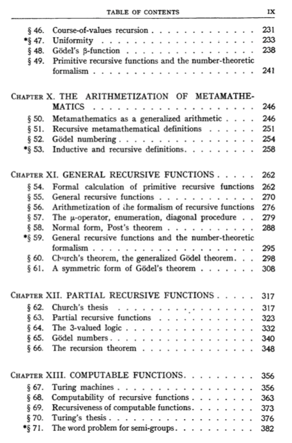 TABLE OF CONTENTS IX
§ 46. Course-of-values recursion . . . . . . . . . . . . 231
*§ 47. Uniformity . . . . . . . . . . . . . . . . . . . . 233
§ 48. Gödel's β-function . . . . . . . . . . . . . . . . 238
§ 49. Primitive recursive functions and the number-theoretic
formalism . . . . . . . . . . . . . . . . . . . . . 241
CHAPTER X. THE ARITHMETIZATION OF METAMATHE-
MATICS . . . . . . . . . . . . . . . . . . . . . 246
§ 50. Metamathematics as a generalized arithmetic . . . . 246
§ 51. Recursive metamathematical definitions . . . . . . 251
§ 52. Gödel numbering . . . . . . . . . . . . . . . . . . 254
*§ 53. Inductive and recursive definitions. . . . . . . . . 258
CHAPTER XI. GENERAL RECURSIVE FUNCTIONS . . . . . 262
§ 54. Formal calculation of primitive recursive functions 262
§ 55. General recursive functions . . . . . . . . . . . . 270
§ 56. Arithmetization of the formalism of recursive functions 276
§ 57. The μ-operator, enumeration, diagonal procedure . . 279
§ 58. Normal form, Post's theorem . . . . . . . . . . . . 288
*§ 59. General recursive functions and the number-theoretic
formalism . . . . . . . . . . . . . . . . . . . . . 295
§ 60. Church's theorem, the generalized Gödel theorem. . . 298
§ 61. A symmetric form of Gödel's theorem . . . . . . . 308
CHAPTER XII. PARTIAL RECURSIVE FUNCTIONS . . . . . 317
§ 62. Church's thesis . . . . . . . . . . . . . . . . . . 317
§ 63. Partial recursive functions . . . . . . . . . . . . 323
§ 64. The 3-valued logic . . . . . . . . . . . . . . . . . 332
§ 65. Gödel numbers . . . . . . . . . . . . . . . . . . . 340
§ 66. The recursion theorem . . . . . . . . . . . . . . . 348
CHAPTER XIII. COMPUTABLE FUNCTIONS. . . . . . . . . 356
§ 67. Turing machines . . . . . . . . . . . . . . . . . . 356
§ 68. Computability of recursive functions . . . . . . . . 363
§ 69. Recursiveness of computable functions. . . . . . . . 373
§ 70. Turing's thesis . . . . . . . . . . . . . . . . . . . 376
*§ 71. The word problem for semi-groups. . . . . . . . . . 382